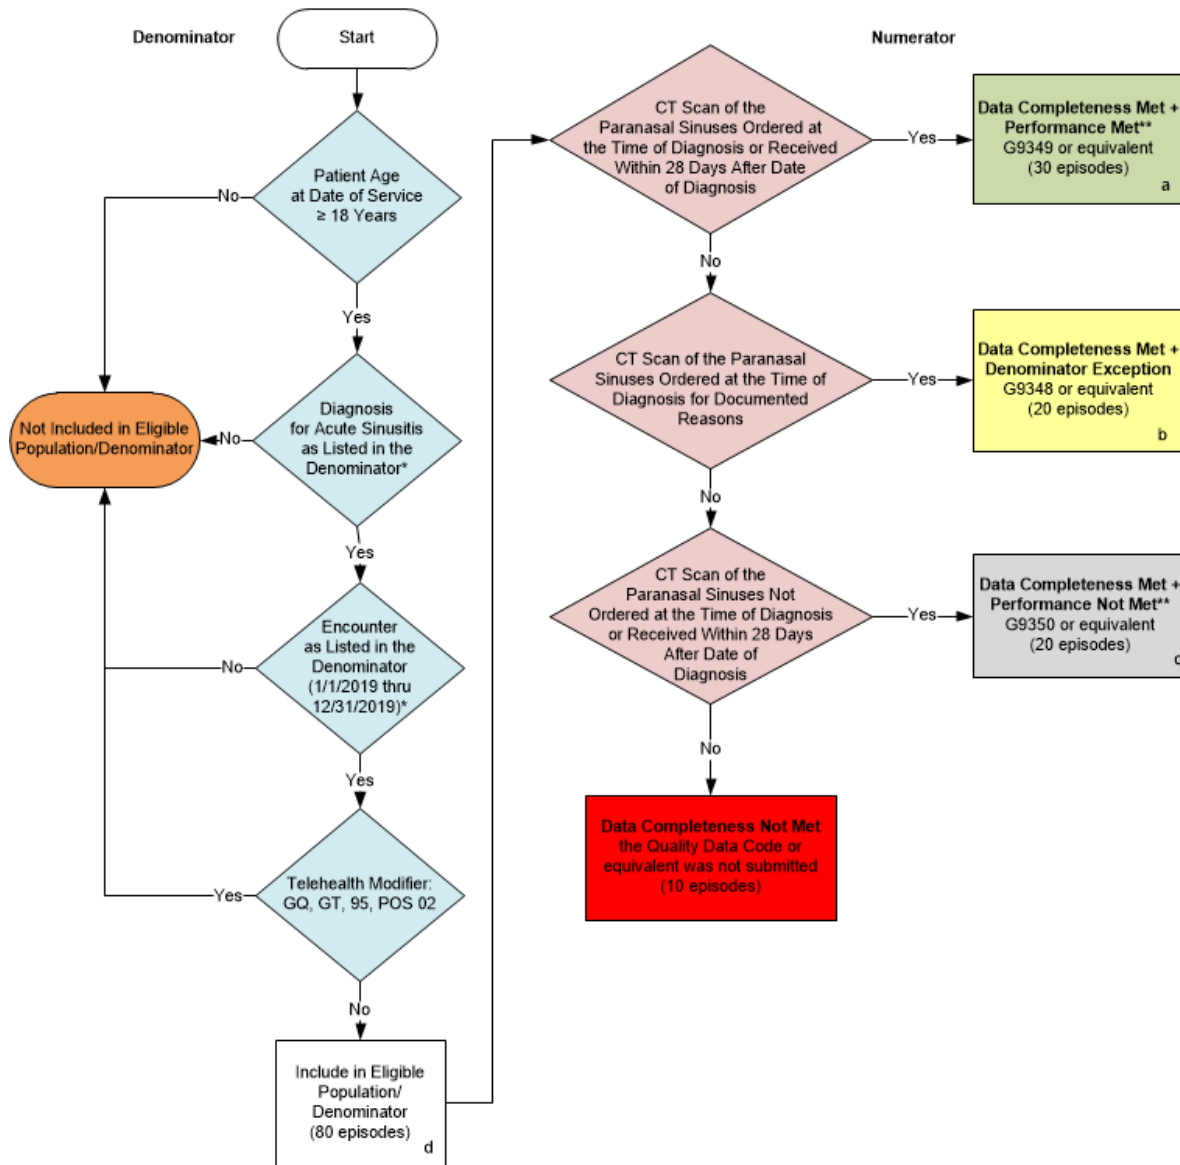 Denominator
Start
Patient Age
at Date of Service
≥ 18 Years
No
Yes
Diagnosis
for Acute Sinusitis
as Listed in the
Denominator*
No
Not Included in Eligible
Population/Denominator
Yes
Encounter
as Listed in the
Denominator
(1/1/2019 thru
12/31/2019)*
No
Yes
Telehealth Modifier:
GQ, GT, 95, POS 02
Yes
No
Include in Eligible
Population/
Denominator
(80 episodes)
d
Numerator
CT Scan of the
Paranasal Sinuses Ordered at
the Time of Diagnosis or Received
Within 28 Days After Date
of Diagnosis
Yes
Data Completeness Met +
Performance Met**
G9349 or equivalent
(30 episodes)
a
No
CT Scan of the Paranasal
Sinuses Ordered at the Time of
Diagnosis for Documented
Reasons
Yes
Data Completeness Met +
Denominator Exception
G9348 or equivalent
(20 episodes)
b
No
CT Scan of the
Paranasal Sinuses Not
Ordered at the Time of Diagnosis
or Received Within 28 Days
After Date of
Diagnosis
Yes
Data Completeness Met +
Performance Not Met**
G9350 or equivalent
(20 episodes)
No
Data Completeness Not Met
the Quality Data Code or
equivalent was not submitted
(10 episodes)